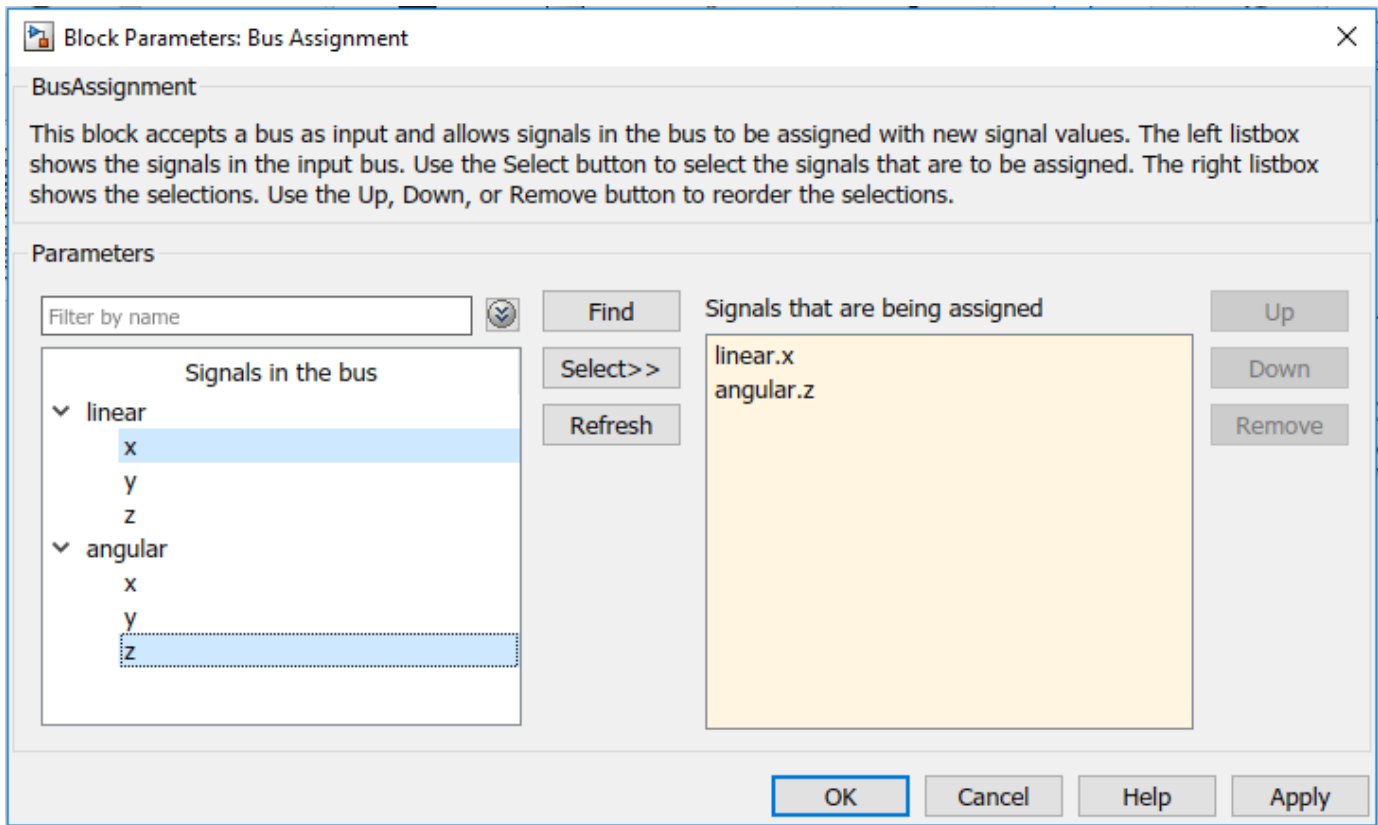 Block Parameters: Bus Assignment
BusAssignment
This block accepts a bus as input and allows signals in the bus to be assigned with new signal values. The left listbox
shows the signals in the input bus. Use the Select button to select the signals that are to be assigned. The right listbox
shows the selections. Use the Up, Down, or Remove button to reorder the selections.
Parameters
Filter by name
Signals in the bus
linear
x
y
z
angular
x
y
z
Find
Select>>
Refresh
Signals that are being assigned
linear.x
angular.z
Up
Down
Remove
OK Cancel Help Apply